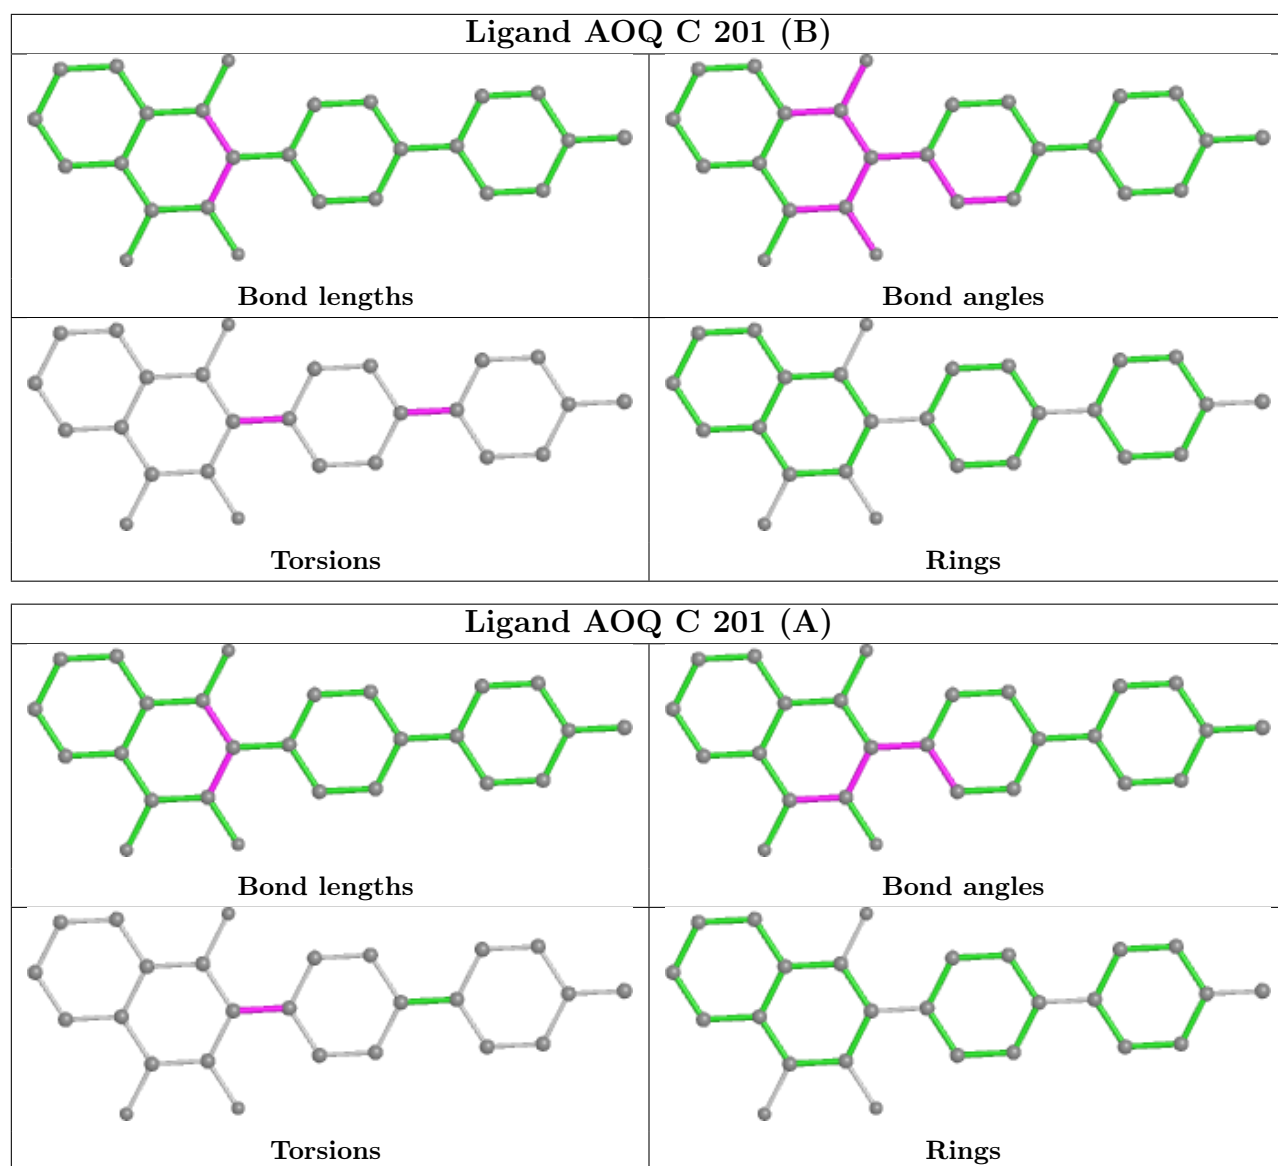 Ligand AOQ C 201 (B)
Bond lengths
Bond angles
Torsions
Rings
Ligand AOQ C 201 (A)
Bond lengths
Bond angles
Torsions
Rings